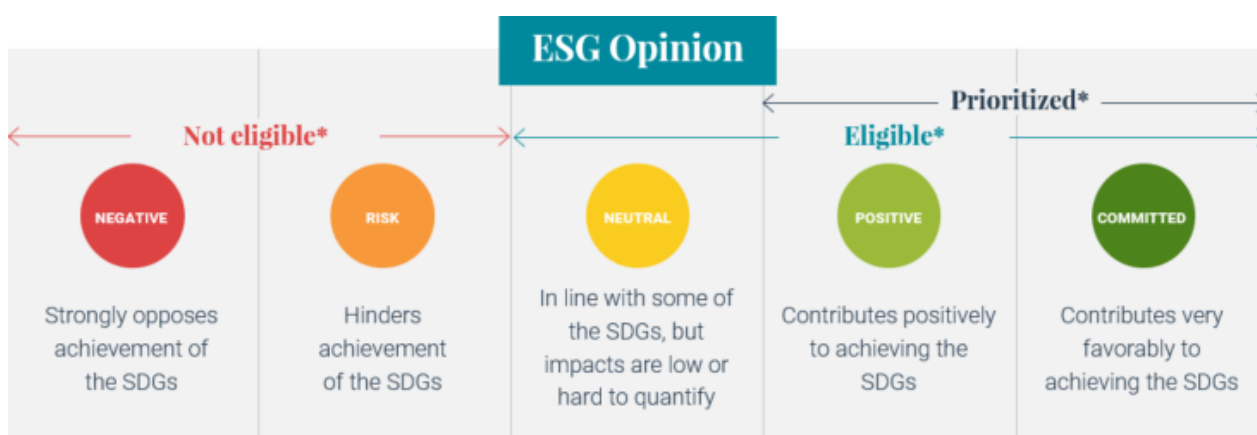 ESG Opinion
Prioritized*
Not eligible*
Eligible*
NEGATIVE
RISK
NEUTRAL
POSITIVE
COMMITTED
Strongly opposes
achievement of
the SDGs
Hinders
achievement
of the SDGs
In line with some of
the SDGs, but
impacts are low or
hard to quantify
Contributes positively
to achieving the
SDGs
Contributes very
favorably to
achieving the SDGs